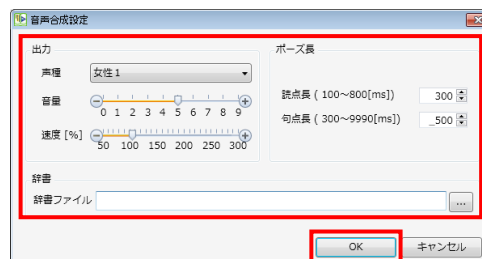 音声合成設定
出力
声種 女性1
音量
0 1 2 3 4 5 6 7 8 9
速度 [%]
50 100 150 200 250 300
ポーズ長
読点長 ( 100～800[ms]) 300
句点長 ( 300～9990[ms]) _500
辞書
辞書ファイル ...
OK キャンセル